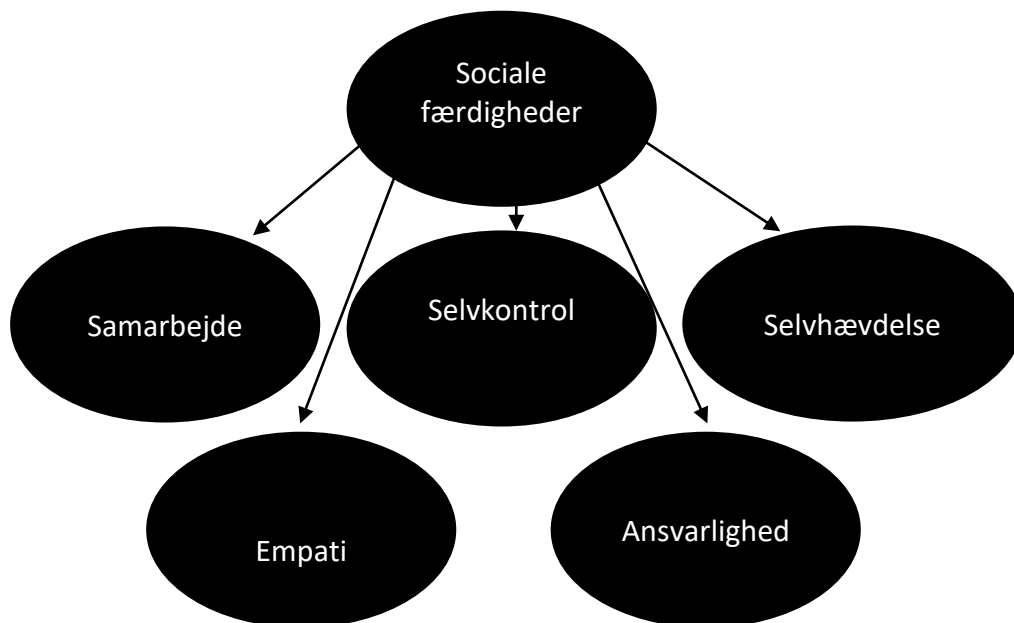 Sociale
færdigheder
Samarbejde
Selvkontrol
Selvhævdelse
Empati
Ansvarlighed